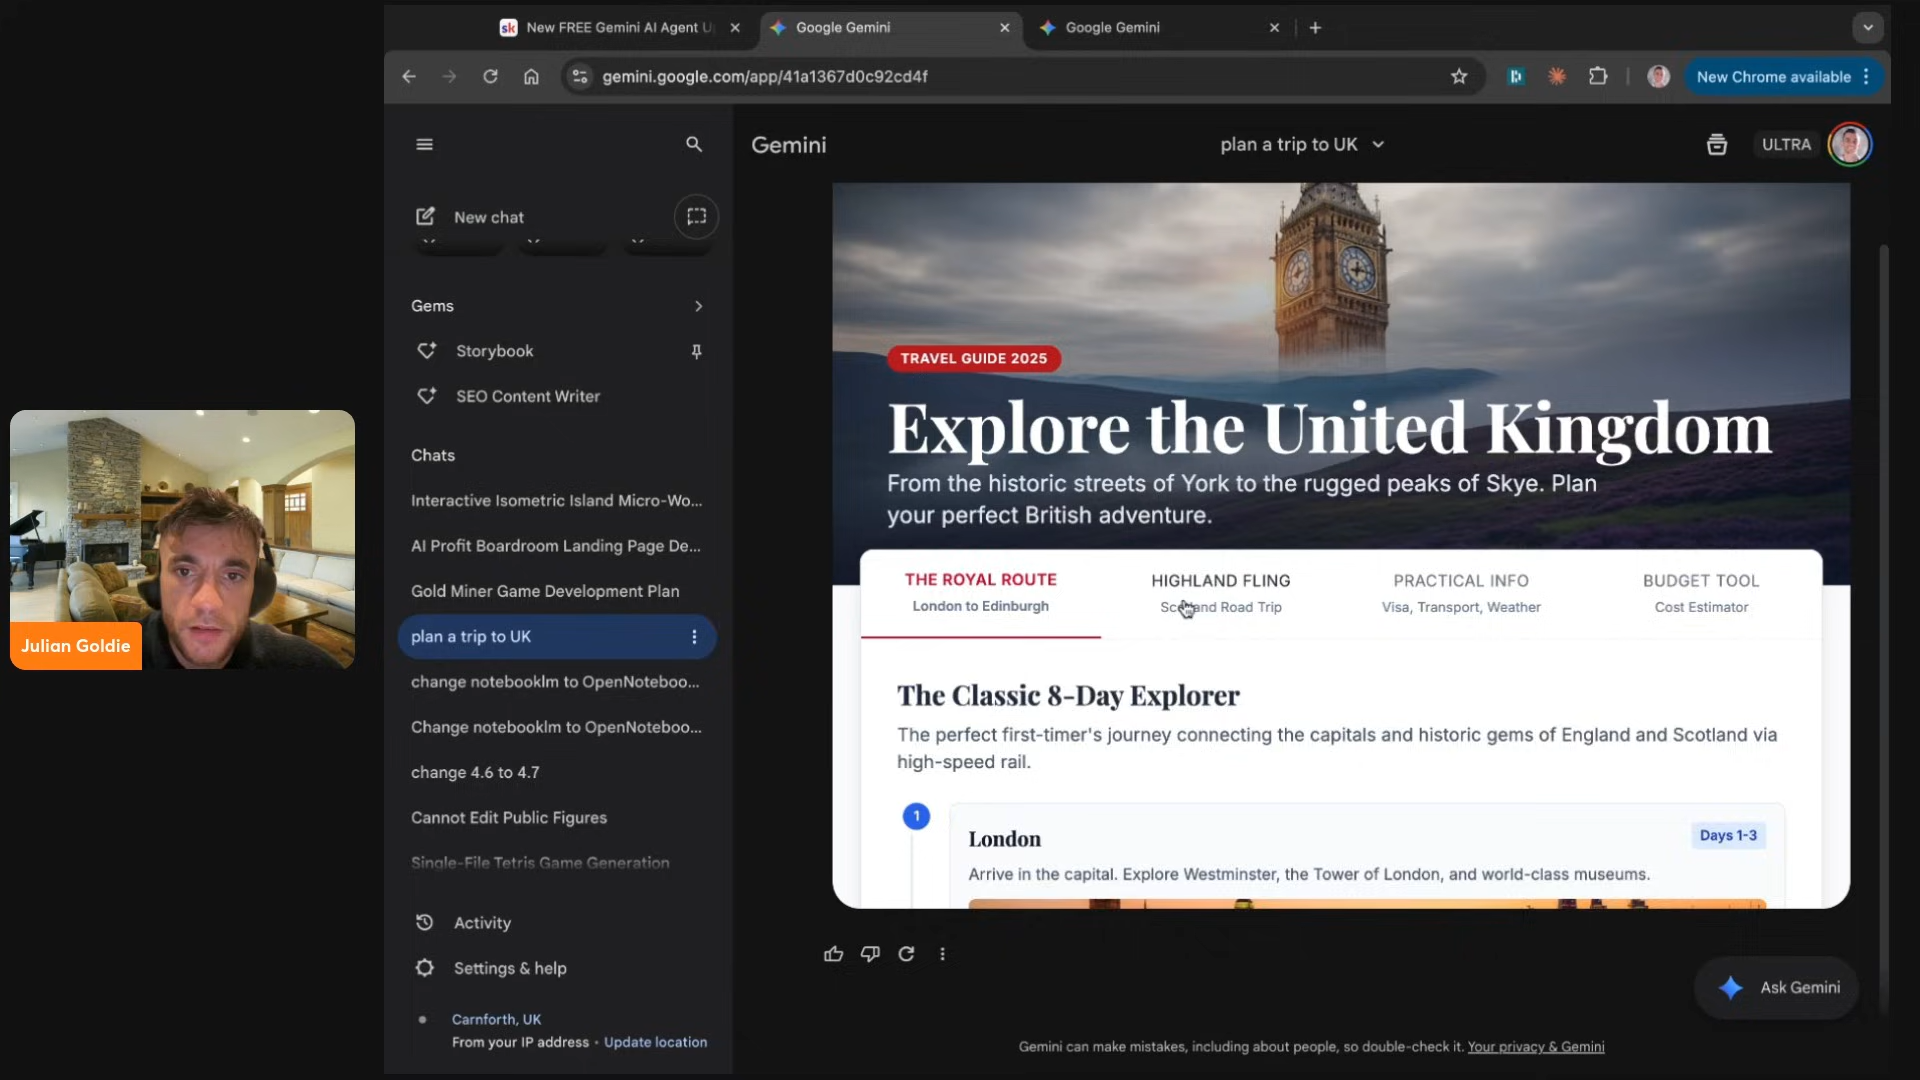 New FREE Gemini AI Agent U
Google Gemini
Google Gemini
gemini.google.com/app/41a1367d0c92cd4f
New Chrome available
Gemini
plan a trip to UK
ULTRA
New chat
Gems
Storybook
SEO Content Writer
Chats
Interactive Isometric Island Micro-Wo...
AI Profit Boardroom Landing Page De...
Gold Miner Game Development Plan
plan a trip to UK
change notebooklm to OpenNoteboo...
Change notebooklm to OpenNoteboo...
change 4.6 to 4.7
Cannot Edit Public Figures
Single-File Tetris Game Generation
Activity
Settings & help
Carnforth, UK
From your IP address • Update location
TRAVEL GUIDE 2025
Explore the United Kingdom
From the historic streets of York to the rugged peaks of Skye. Plan
your perfect British adventure.
THE ROYAL ROUTE
London to Edinburgh
HIGHLAND FLING
Scotland Road Trip
PRACTICAL INFO
Visa, Transport, Weather
BUDGET TOOL
Cost Estimator
The Classic 8-Day Explorer
The perfect first-timer's journey connecting the capitals and historic gems of England and Scotland via
high-speed rail.
1
London
Days 1-3
Arrive in the capital. Explore Westminster, the Tower of London, and world-class museums.
Ask Gemini
Gemini can make mistakes, including about people, so double-check it. Your privacy & Gemini
Julian Goldie
sk